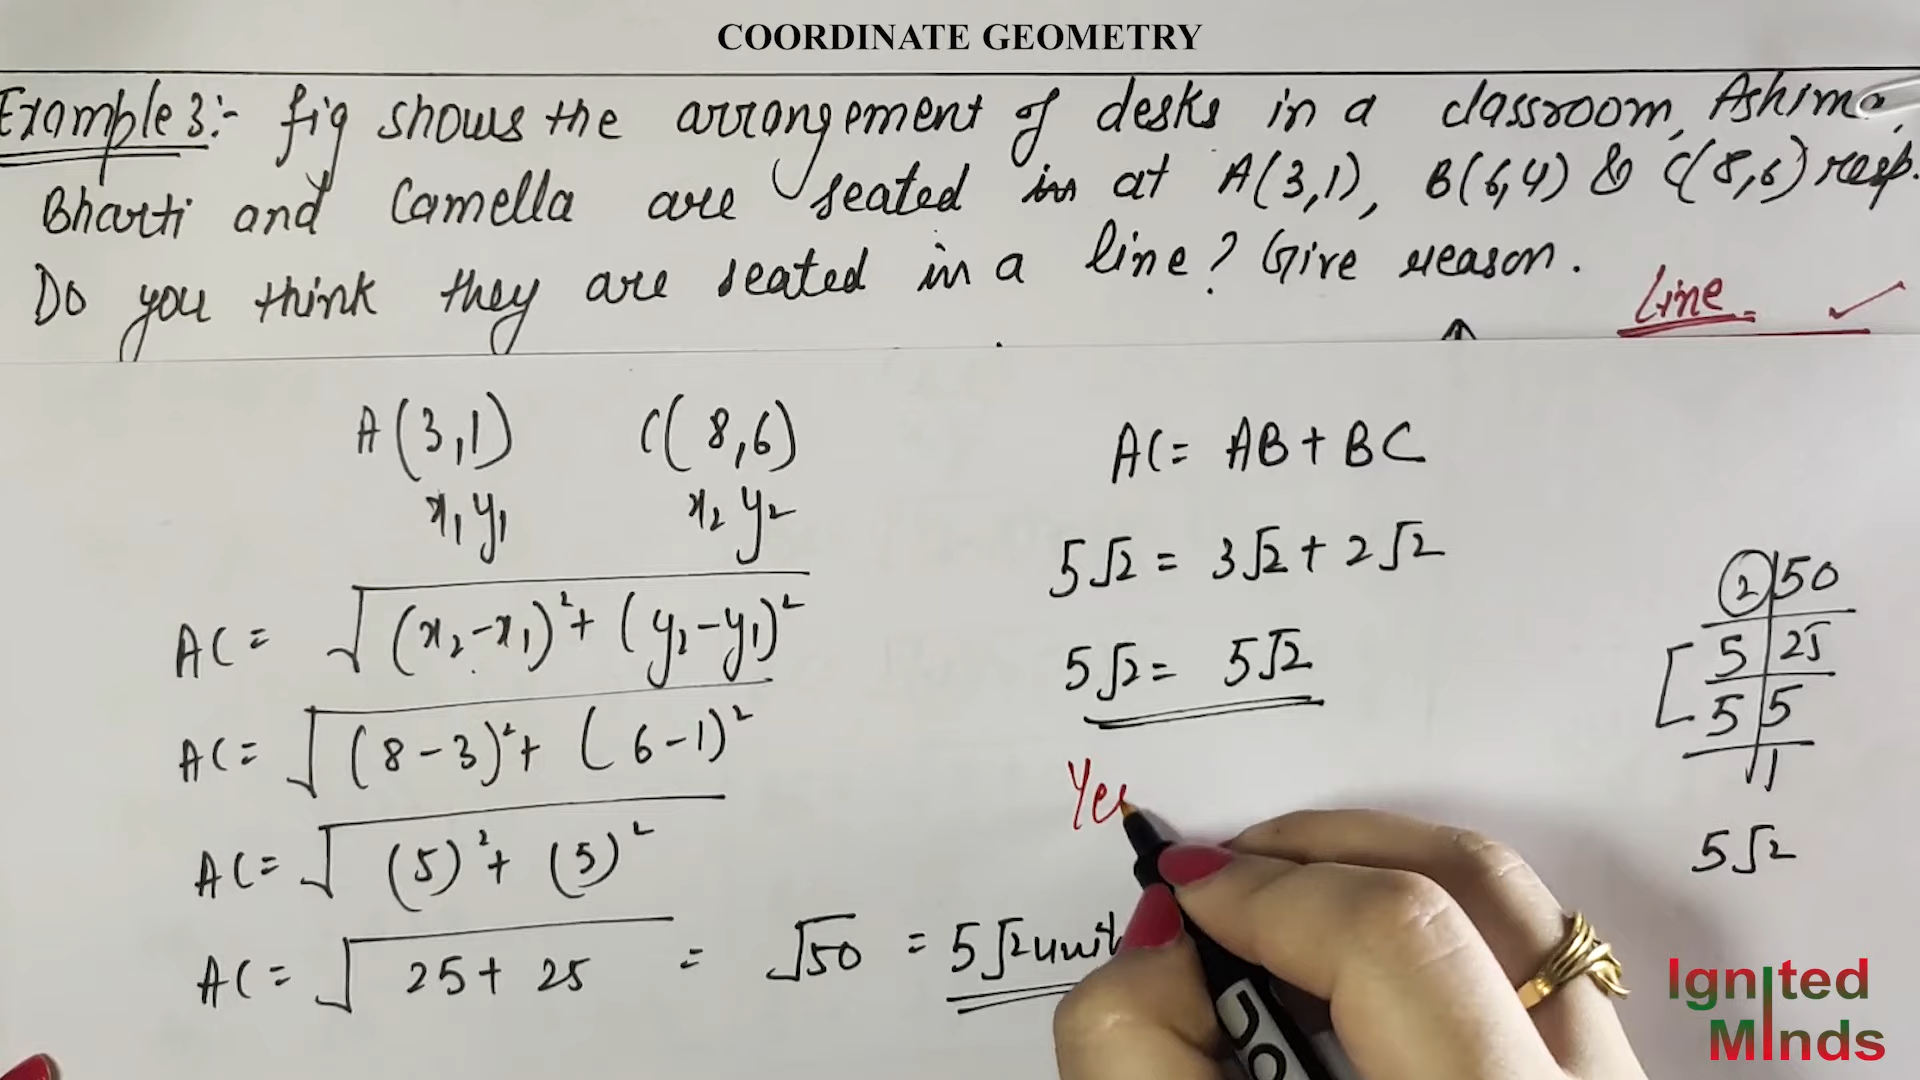 COORDINATE GEOMETRY
Example 3:- fig shows the arrangement of desks in a classroom, Ashima,
Bharti and Camella are seated in at A(3,1), B(6,4) & C(8,6) resp.
Do you think they are seated in a line? Give reason.
Line ✓
A(3,1) C(8,6)
x₁ y₁ x₂ y₂
AC = √(x₂-x₁)²+(y₂-y₁)²
AC = √(8-3)²+(6-1)²
AC = √(5)²+(5)²
AC = √25+25 = √50 = 5√2 unit
AC = AB + BC
5√2 = 3√2 + 2√2
5√2 = 5√2
Yes
2 | 50
5 | 25
5 | 5
1
5√2
Ignited
Minds